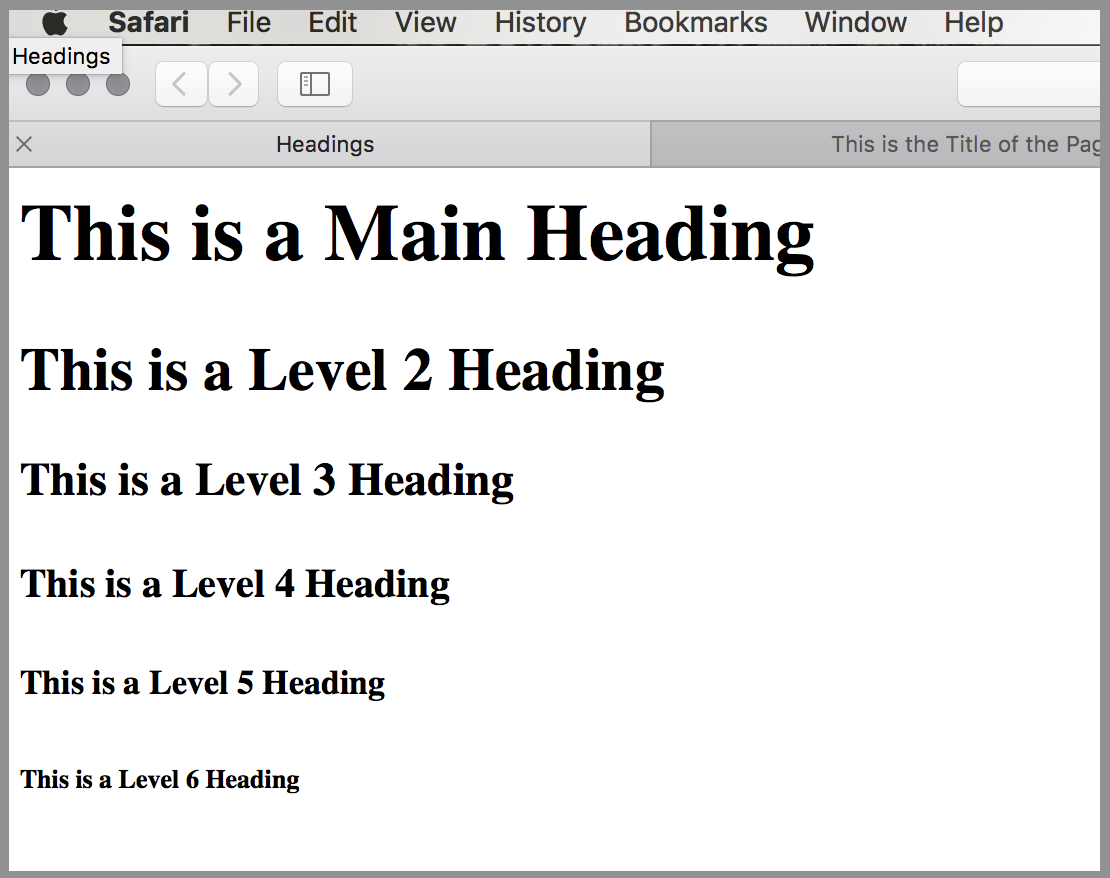 Safari File Edit View History Bookmarks Window Help
Headings
Headings This is the Title of the Pag
This is a Main Heading
This is a Level 2 Heading
This is a Level 3 Heading
This is a Level 4 Heading
This is a Level 5 Heading
This is a Level 6 Heading